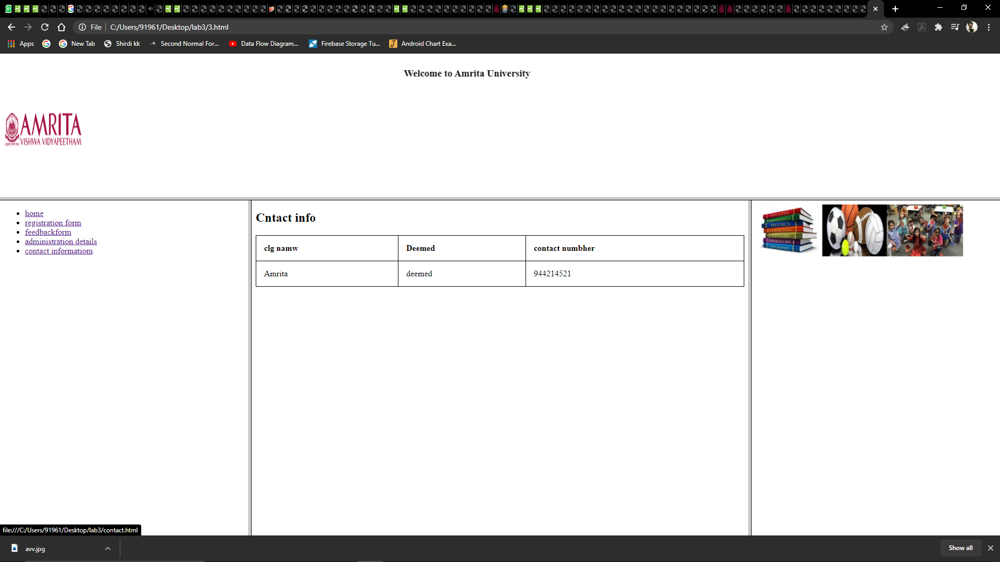 File C:/Users/91961/Desktop/lab3/3.html
Apps New Tab Shirdi kk Second Normal For... Data Flow Diagram... Firebase Storage Tu... Android Chart Exa...
Welcome to Amrita University
AMRITA
VISHWA VIDYAPEETHAM
home
registration form
feedbackform
administration details
contact informatiom
Cntact info
clg namw Deemed contact numbher
Amrita deemed 944214521
ENGLISH
MATHEMATICS
PHYSICS
CHEMISTRY
HISTORY
LITERATURE
GEOGRAPHY
file:///C:/Users/91961/Desktop/lab3/contact.html
avv.jpg Show all